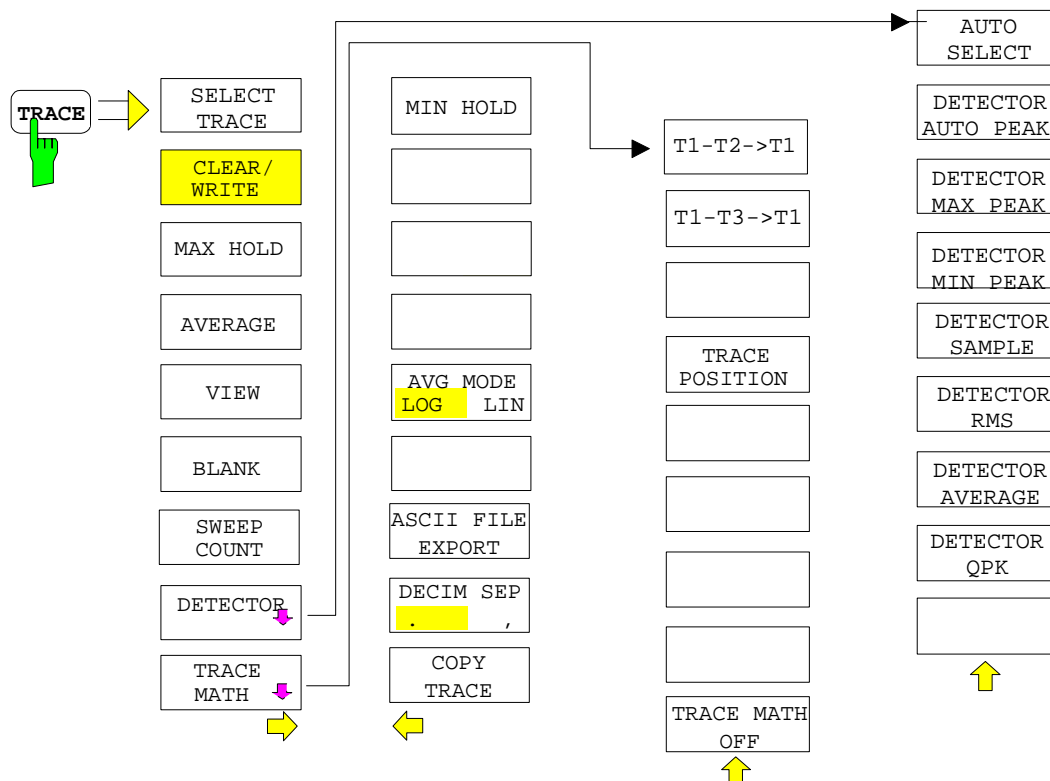 TRACE
SELECT
TRACE
CLEAR/
WRITE
MAX HOLD
AVERAGE
VIEW
BLANK
SWEEP
COUNT
DETECTOR
TRACE
MATH
MIN HOLD
AVG MODE
LOG LIN
ASCII FILE
EXPORT
DECIM SEP
. ,
COPY
TRACE
T1-T2->T1
T1-T3->T1
TRACE
POSITION
TRACE MATH
OFF
AUTO
SELECT
DETECTOR
AUTO PEAK
DETECTOR
MAX PEAK
DETECTOR
MIN PEAK
DETECTOR
SAMPLE
DETECTOR
RMS
DETECTOR
AVERAGE
DETECTOR
QPK